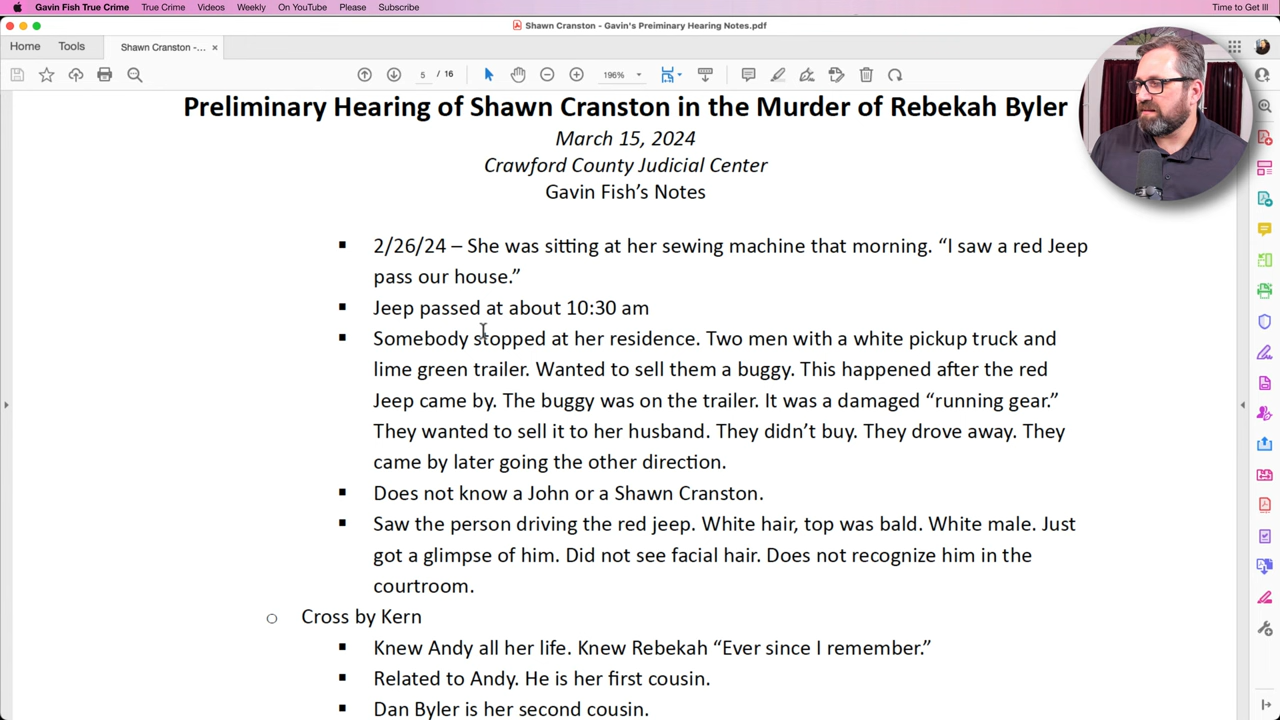 Gavin Fish True Crime True Crime Videos Weekly On YouTube Please Subscribe Time to Get Ill
Shawn Cranston - Gavin's Preiminary Hearing Notes.pdf
Home Tools Shawn Cranston -... ×
5 / 16 196%
Preliminary Hearing of Shawn Cranston in the Murder of Rebekah Byler
March 15, 2024
Crawford County Judicial Center
Gavin Fish’s Notes
▪ 2/26/24 – She was sitting at her sewing machine that morning. “I saw a red Jeep
pass our house.”
▪ Jeep passed at about 10:30 am
▪ Somebody stopped at her residence. Two men with a white pickup truck and
lime green trailer. Wanted to sell them a buggy. This happened after the red
Jeep came by. The buggy was on the trailer. It was a damaged “running gear.”
They wanted to sell it to her husband. They didn’t buy. They drove away. They
came by later going the other direction.
▪ Does not know a John or a Shawn Cranston.
▪ Saw the person driving the red jeep. White hair, top was bald. White male. Just
got a glimpse of him. Did not see facial hair. Does not recognize him in the
courtroom.
o Cross by Kern
▪ Knew Andy all her life. Knew Rebekah “Ever since I remember.”
▪ Related to Andy. He is her first cousin.
▪ Dan Byler is her second cousin.